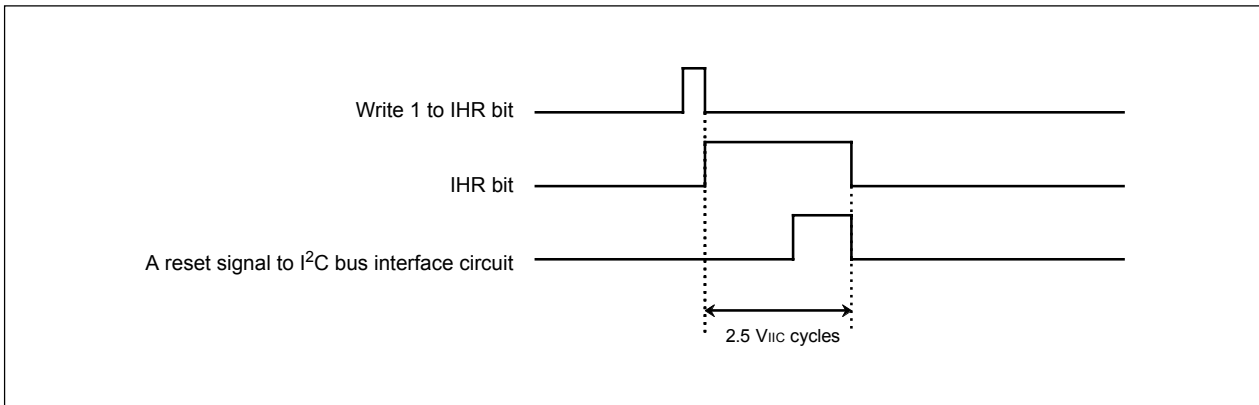 Write 1 to IHR bit
IHR bit
A reset signal to I²C bus interface circuit
2.5 VIIC cycles